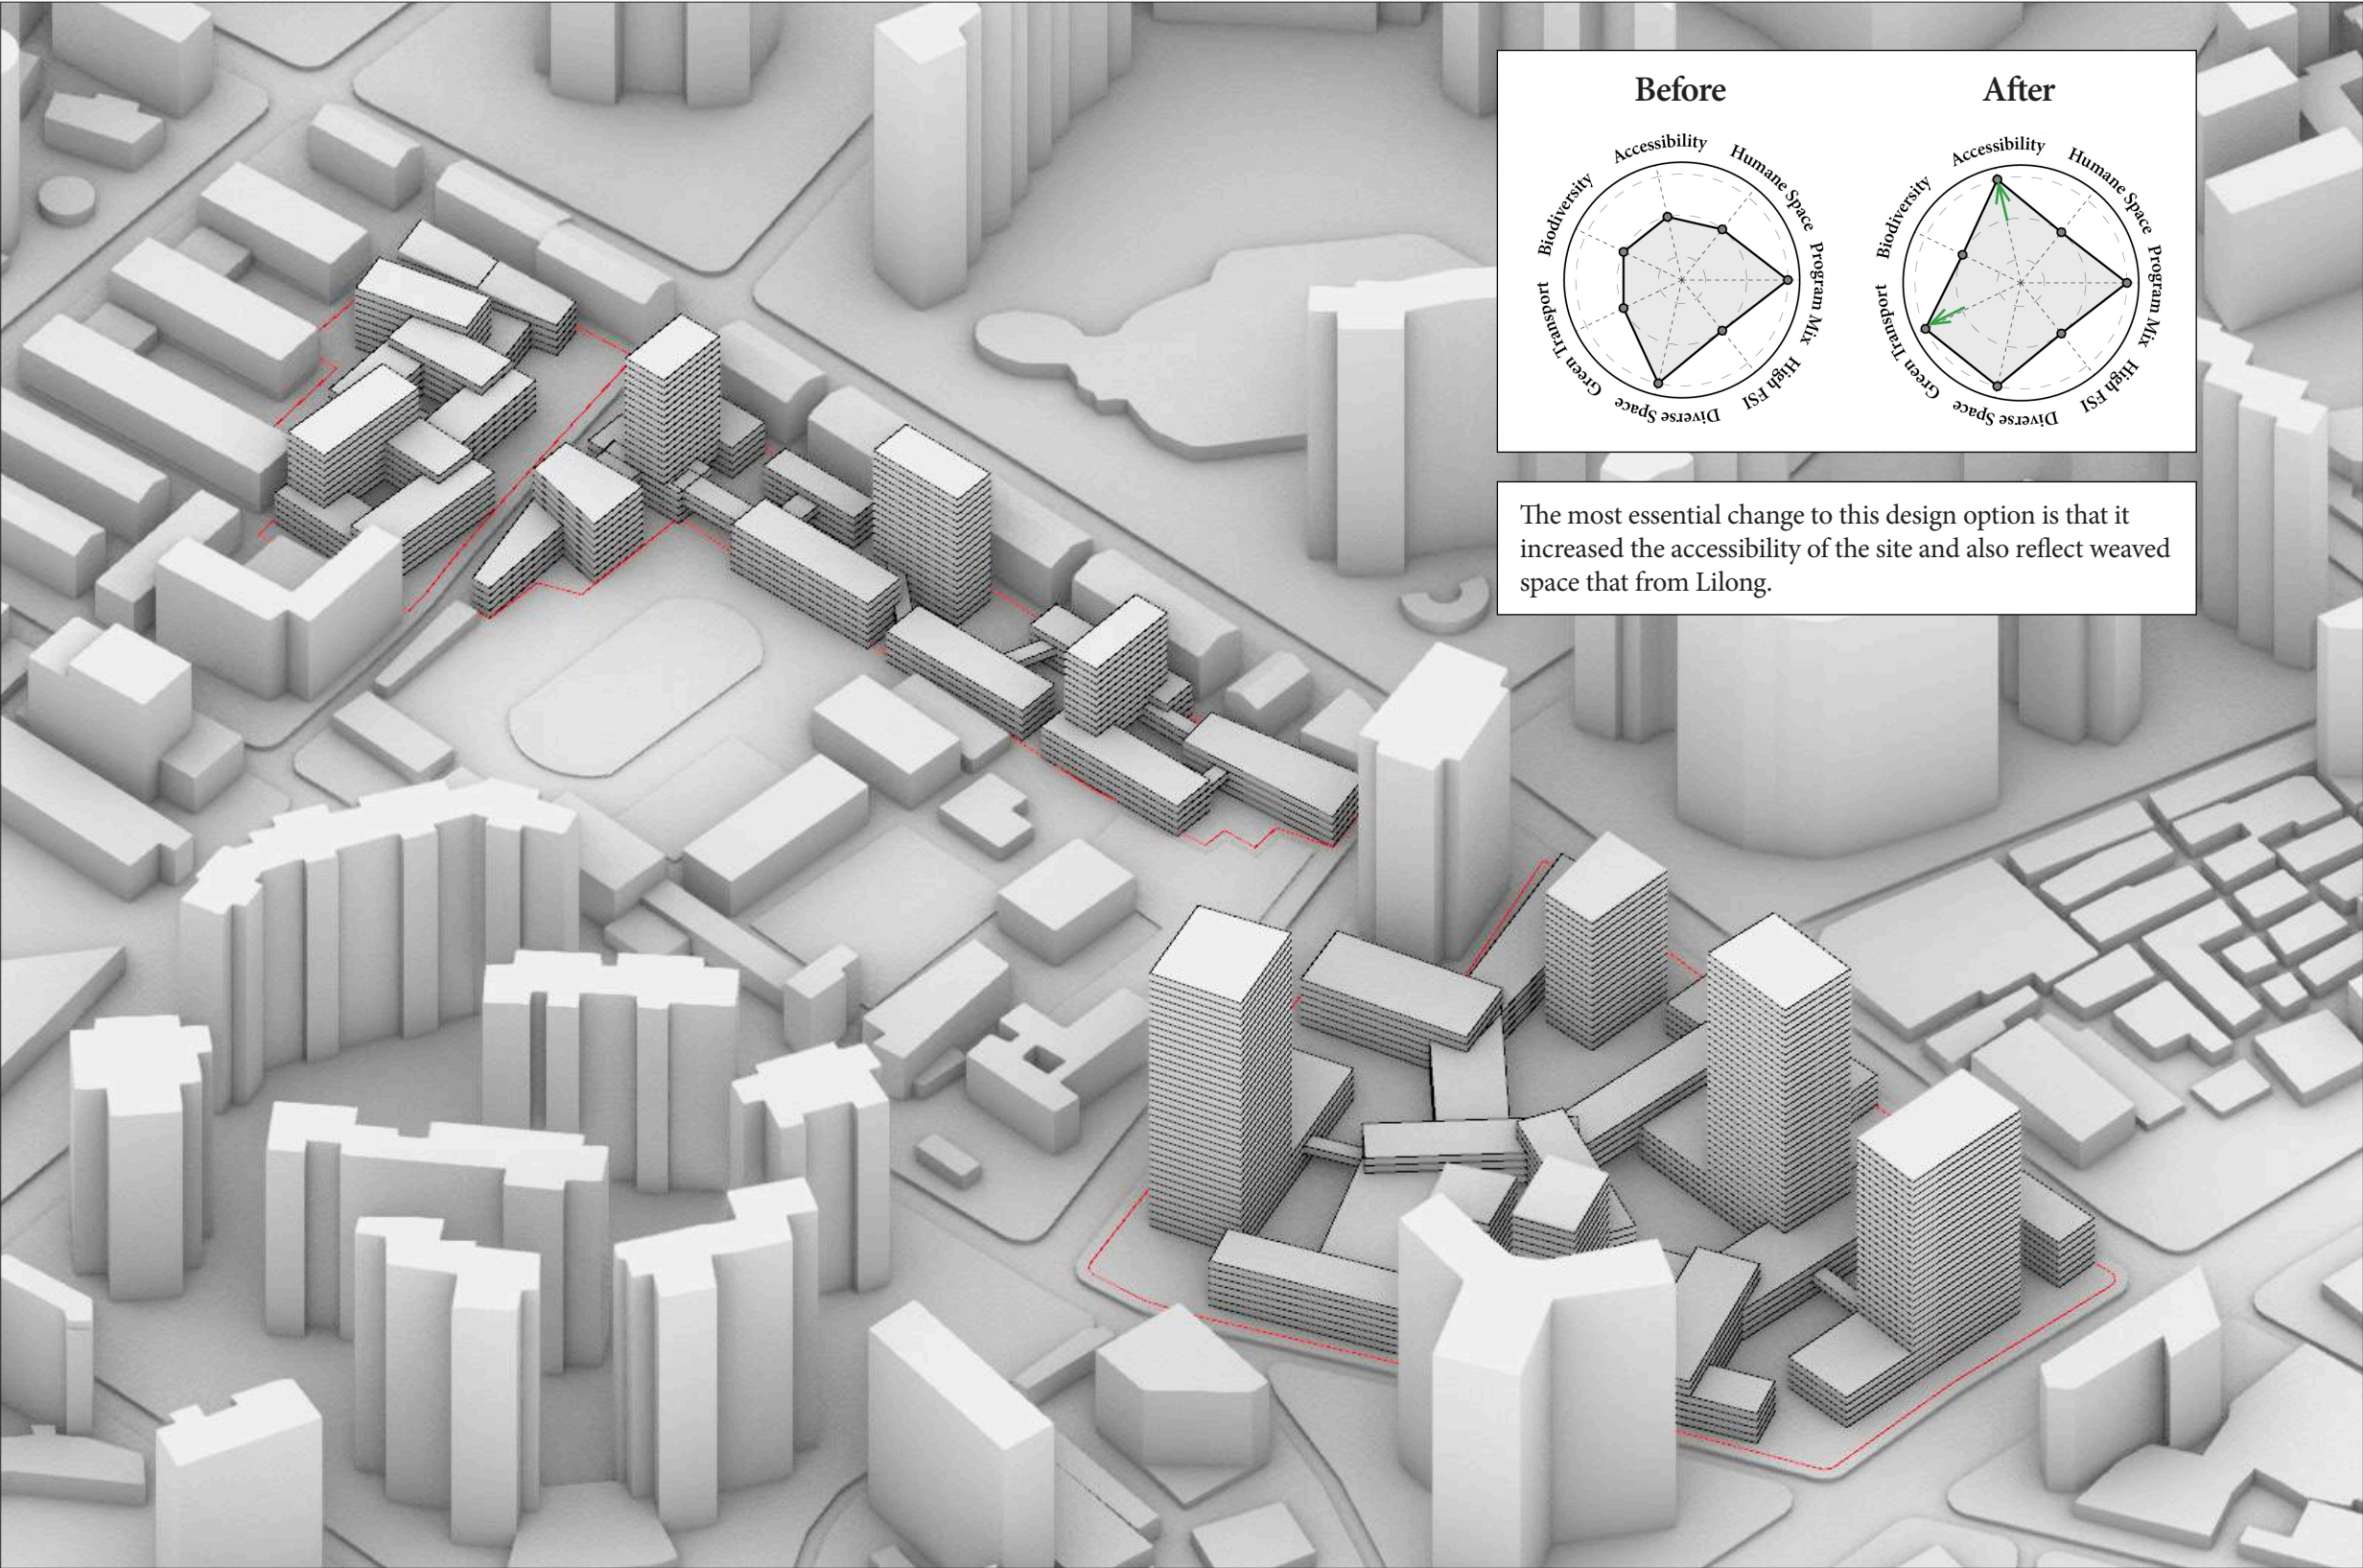 Before
Accessibility
Humane Space
Program Mix
High FSI
Diverse Space
Green Transport
Biodiversity
After
Accessibility
Humane Space
Program Mix
High FSI
Diverse Space
Green Transport
Biodiversity
The most essential change to this design option is that it
increased the accessibility of the site and also reflect weaved
space that from Lilong.